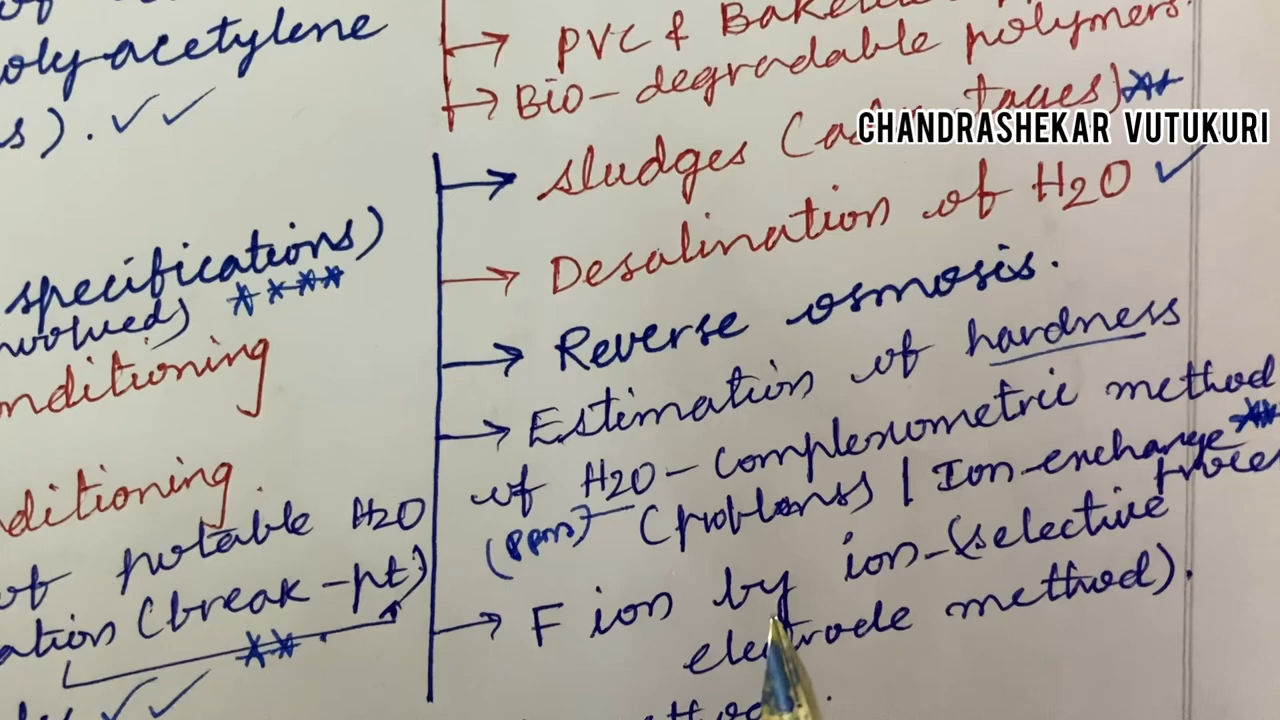 oly-acetylene
s). ✓✓
specifications)
nvolved) ****
nditioning
ditioning.
of potable H2O
ation (break-pt)
**
✓✓
→ PVC &
→ Bio-degradable polymers.
→ sludges
→ Desalination of H2O ✓
→ Reverse osmosis.
→ Estimation of hardness
of H2O - Complexometric method
(ppm) (problems) | Ion-exchange **
→ F ion by ion-(selective
electrode method).
CHANDRASHEKAR VUTUKURI